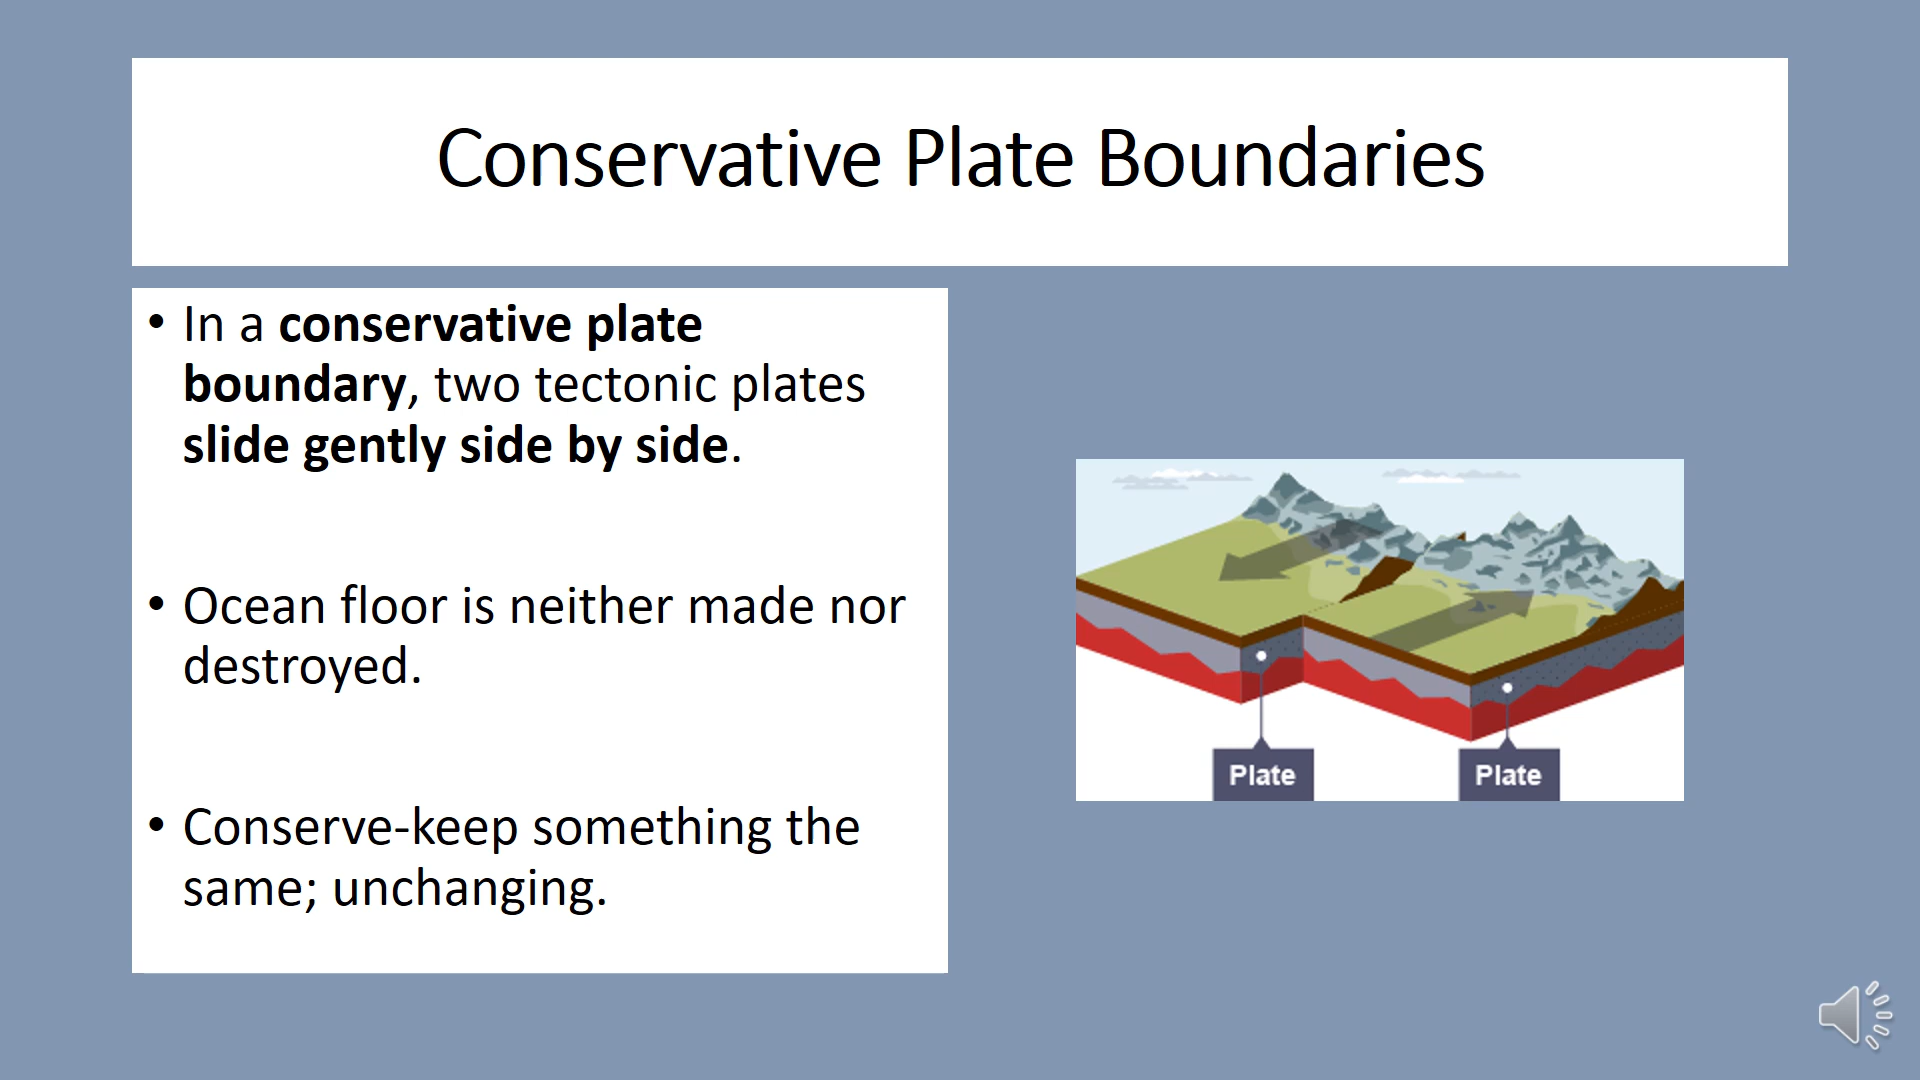 Conservative Plate Boundaries
• In a conservative plate
boundary, two tectonic plates
slide gently side by side.
• Ocean floor is neither made nor
destroyed.
• Conserve-keep something the
same; unchanging.
Plate
Plate